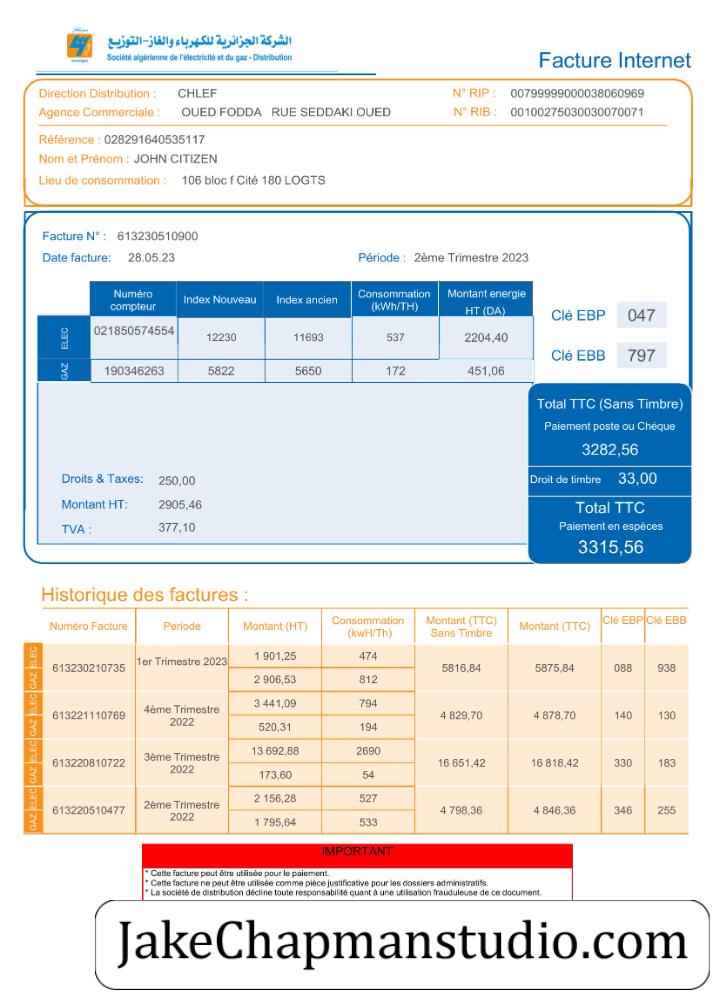 سونلغاز
الشركة الجزائرية للكهرباء والغاز-التوزيع
sonelgaz
Société algérienne de l'électricité et du gaz - Distribution
Facture Internet
Direction Distribution : CHLEF N° RIP : 00799999000038060969
Agence Commerciale : OUED FODDA RUE SEDDAKI OUED N° RIB : 00100275030030070071
Référence : 028291640535117
Nom et Prénom : JOHN CITIZEN
Lieu de consommation : 106 bloc f Cité 180 LOGTS
Facture N° : 613230510900
Date facture: 28.05.23 Période : 2ème Trimestre 2023
Numéro compteur Index Nouveau Index ancien Consommation (kWh/TH) Montant energie HT (DA)
ELEC 021850574554 12230 11693 537 2204,40
GAZ 190346263 5822 5650 172 451,06
Clé EBP 047
Clé EBB 797
Total TTC (Sans Timbre)
Paiement poste ou Chéque
3282,56
Droit de timbre 33,00
Total TTC
Paiement en espèces
3315,56
Droits & Taxes: 250,00
Montant HT: 2905,46
TVA : 377,10
Historique des factures :
Numéro Facture Periode Montant (HT) Consommation (kwH/Th) Montant (TTC) Sans Timbre Montant (TTC) Clé EBP Clé EBB
ELEC GAZ 613230210735 1er Trimestre 2023 1 901,25 474 5816,84 5875,84 088 938
2 906,53 812
ELEC GAZ 613221110769 4ème Trimestre 2022 3 441,09 794 4 829,70 4 878,70 140 130
520,31 194
ELEC GAZ 613220810722 3ème Trimestre 2022 13 692,88 2690 16 651,42 16 818,42 330 183
173,60 54
ELEC GAZ 613220510477 2ème Trimestre 2022 2 156,28 527 4 798,36 4 846,36 346 255
1 795,64 533
IMPORTANT
* Cette facture peut être utilisée pour le paiement.
* Cette facture ne peut être utilisée comme pièce justificative pour les dossiers administratifs.
* La société de distribution décline toute responsabilité quant à une utilisation frauduleuse de ce document.
JakeChapmanstudio.com